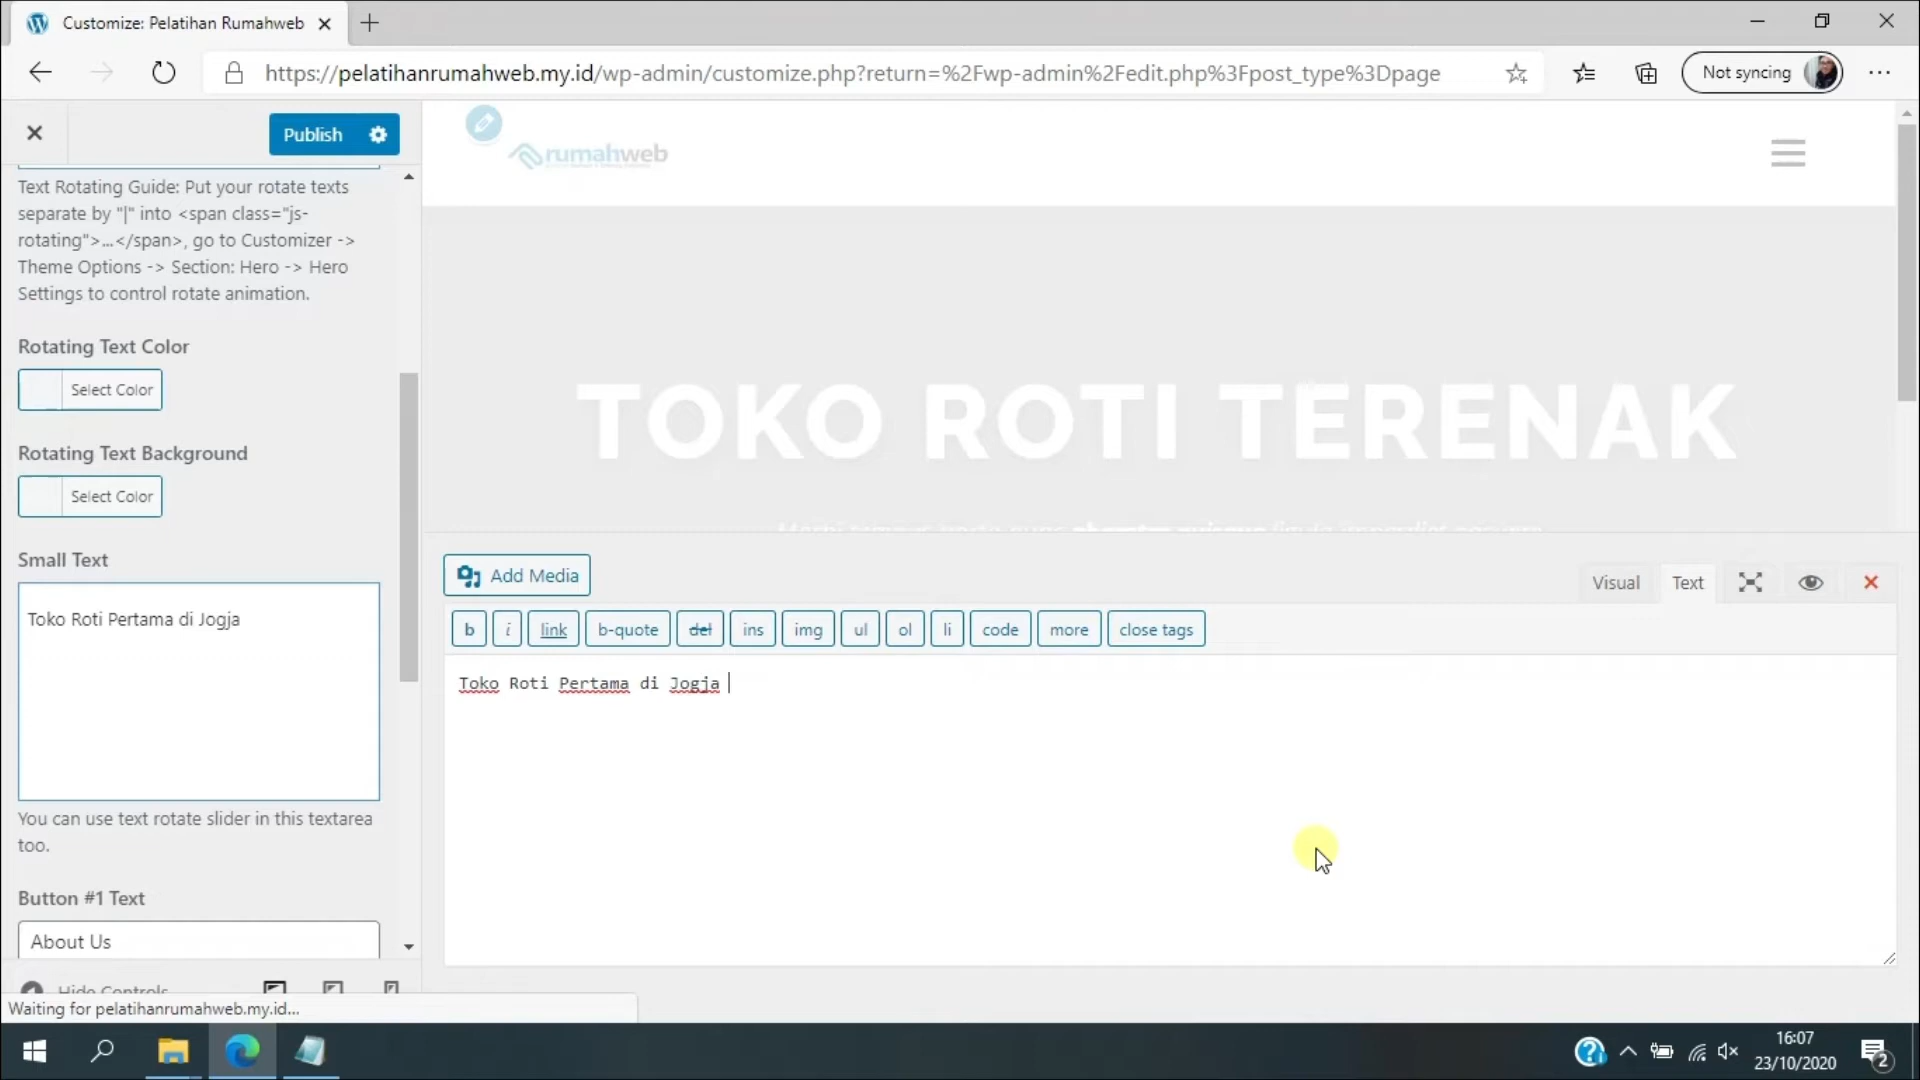 Customize: Pelatihan Rumahweb
https://pelatihanrumahweb.my.id/wp-admin/customize.php?return=%2Fwp-admin%2Fedit.php%3Fpost_type%3Dpage
Not syncing
Publish
Text Rotating Guide: Put your rotate texts
separate by "|" into <span class="js-
rotating">...</span>, go to Customizer ->
Theme Options -> Section: Hero -> Hero
Settings to control rotate animation.
Rotating Text Color
Select Color
Rotating Text Background
Select Color
Small Text
Toko Roti Pertama di Jogja
You can use text rotate slider in this textarea
too.
Button #1 Text
About Us
Hide Controls
Waiting for pelatihanrumahweb.my.id...
rumahweb
TOKO ROTI TERENAK
Add Media
Visual
Text
b
i
link
b-quote
del
ins
img
ul
ol
li
code
more
close tags
Toko Roti Pertama di Jogja
16:07
23/10/2020
2